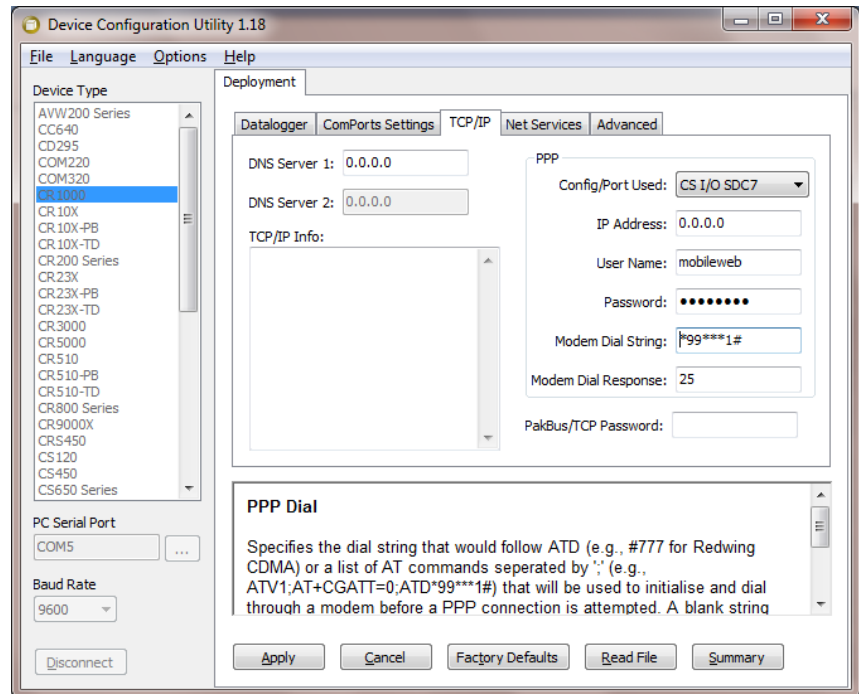 Device Configuration Utility 1.18
File Language Options Help
Device Type
AVW200 Series
CC640
CD295
COM220
COM320
CR1000
CR10X
CR10X-PB
CR10X-TD
CR200 Series
CR23X
CR23X-PB
CR23X-TD
CR3000
CR5000
CR510
CR510-PB
CR510-TD
CR800 Series
CR9000X
CRS450
CS120
CS450
CS650 Series
PC Serial Port
COM5
...
Baud Rate
9600
Disconnect
Deployment
Datalogger ComPorts Settings TCP/IP Net Services Advanced
DNS Server 1: 0.0.0.0
DNS Server 2: 0.0.0.0
TCP/IP Info:
PPP
Config/Port Used: CS I/O SDC7
IP Address: 0.0.0.0
User Name: mobileweb
Password: ●●●●●●●●
Modem Dial String: *99***1#
Modem Dial Response: 25
PakBus/TCP Password:
PPP Dial
Specifies the dial string that would follow ATD (e.g., #777 for Redwing
CDMA) or a list of AT commands seperated by ';' (e.g.,
ATV1;AT+CGATT=0;ATD*99***1#) that will be used to initialise and dial
through a modem before a PPP connection is attempted. A blank string
Apply Cancel Factory Defaults Read File Summary